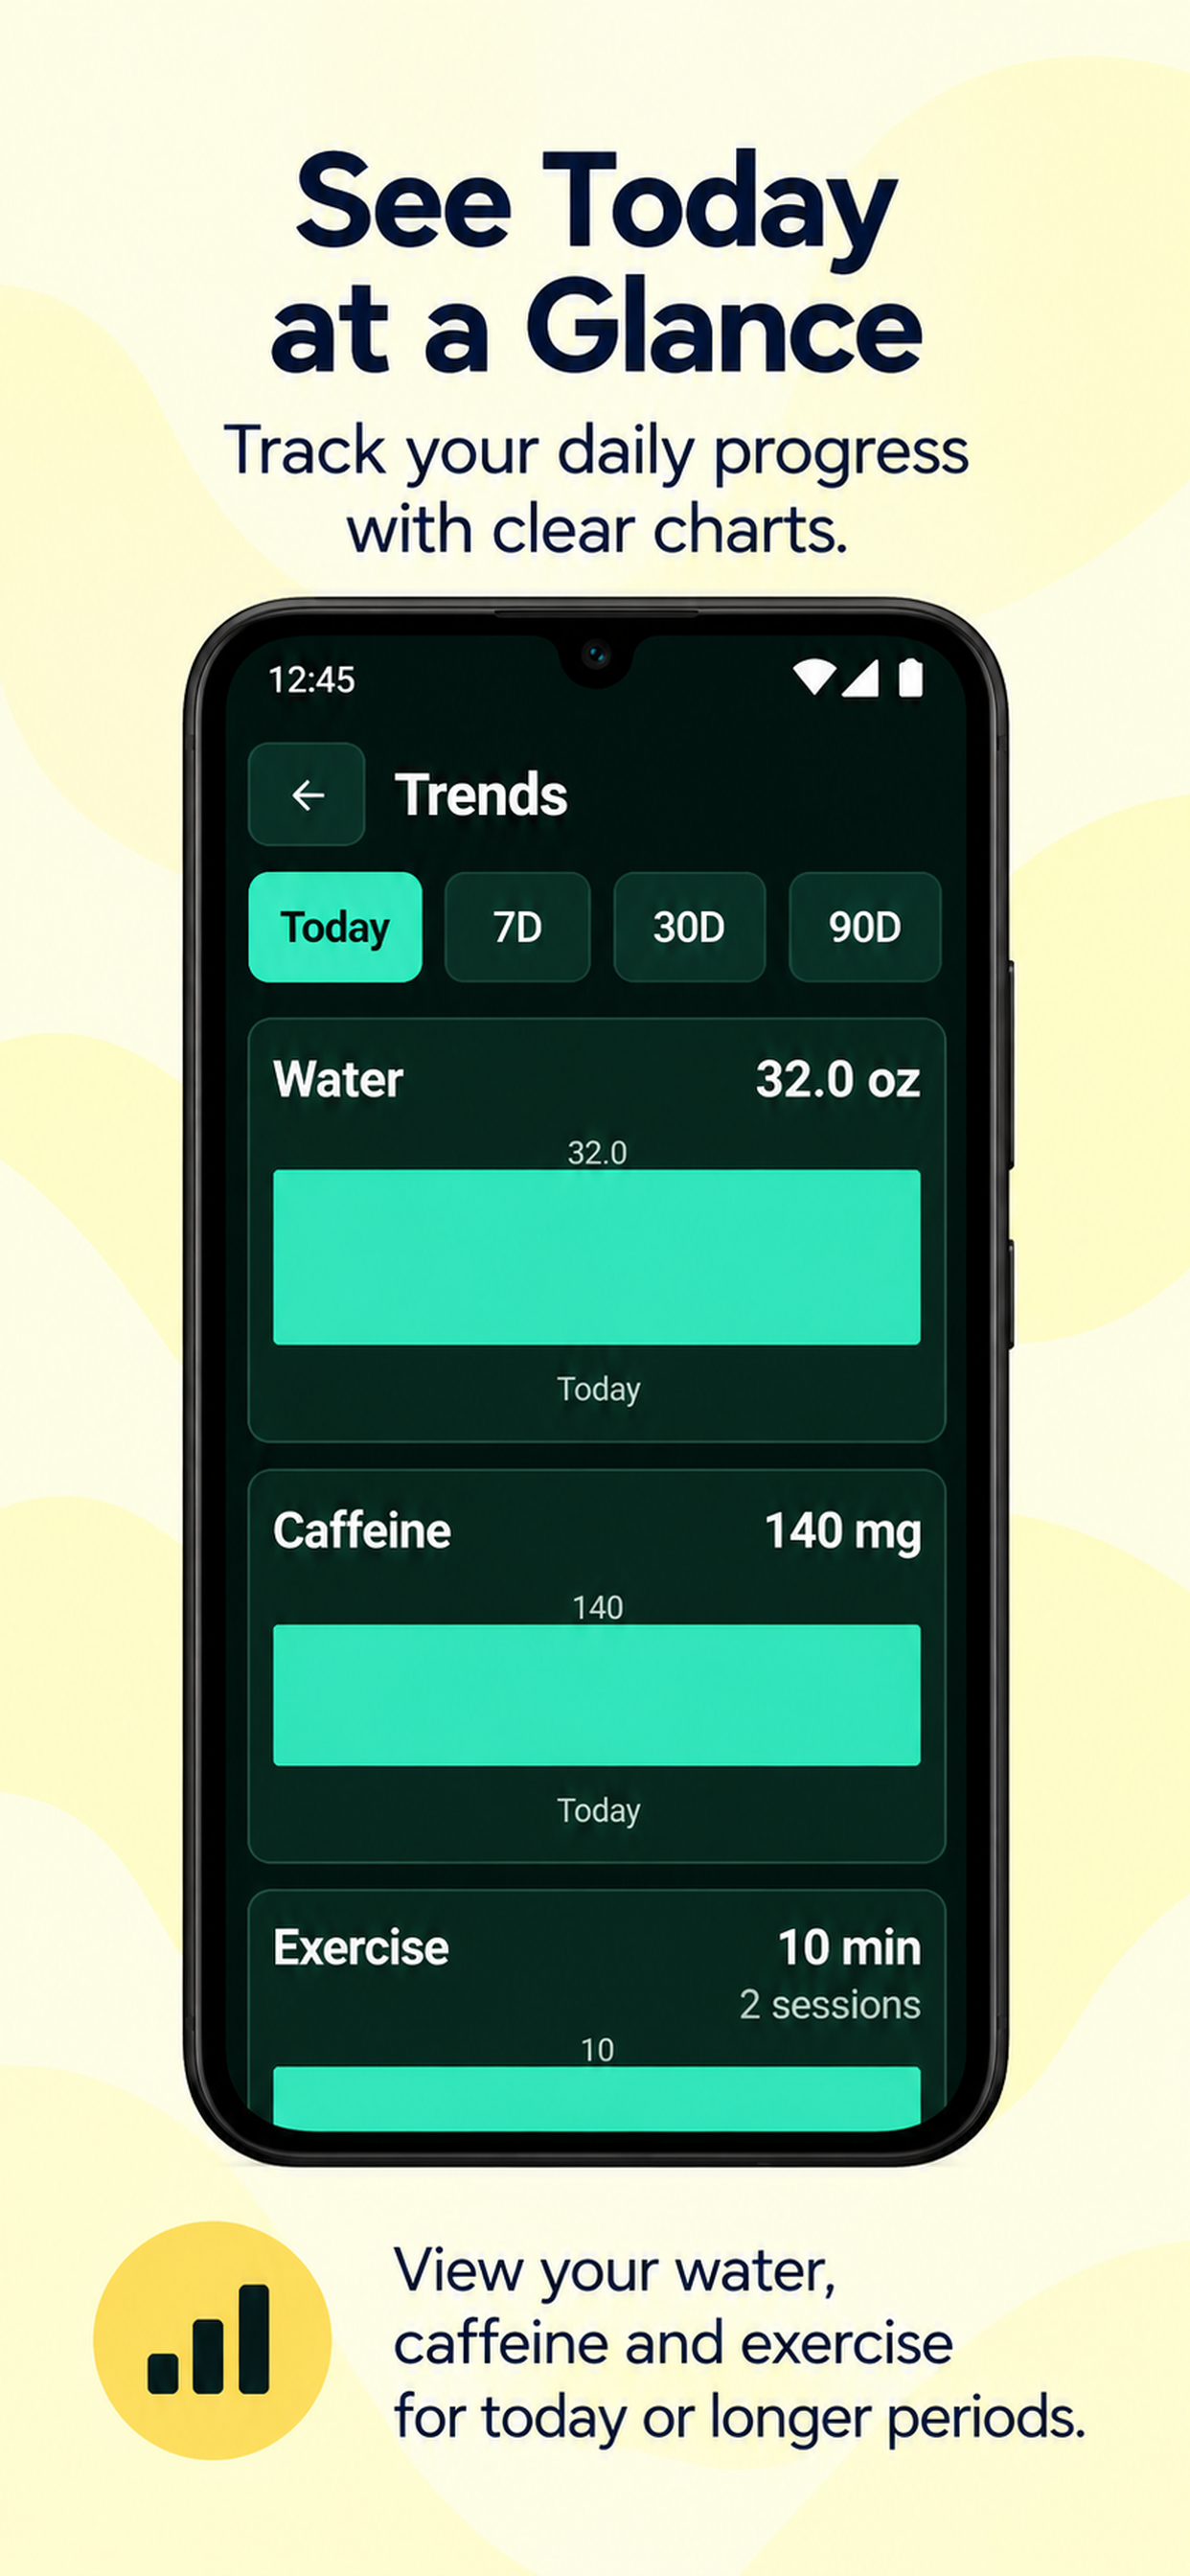 See Today
at a Glance
Track your daily progress
with clear charts.
12:45
Trends
Today 7D 30D 90D
Water 32.0 oz
32.0
Today
Caffeine 140 mg
140
Today
Exercise 10 min
2 sessions
10
View your water,
caffeine and exercise
for today or longer periods.